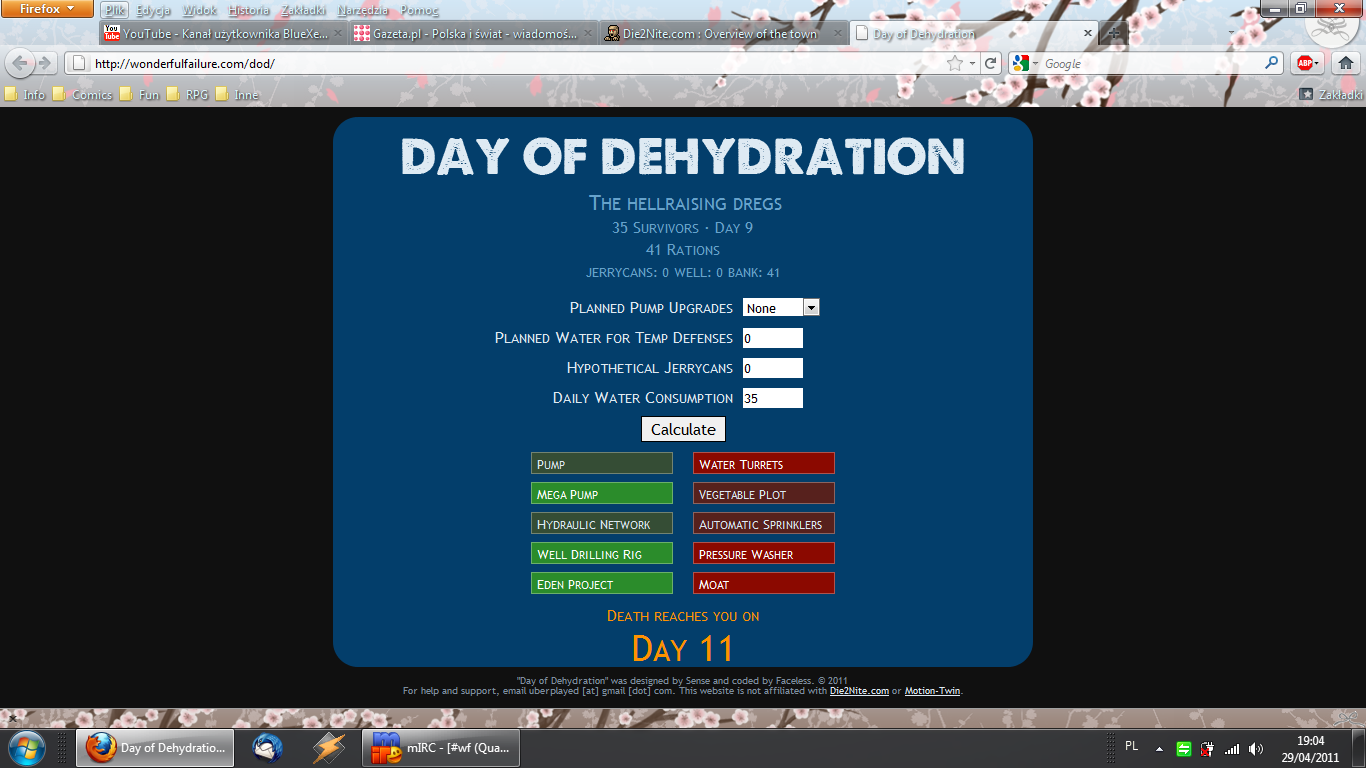 Firefox
Plik Edycja Widok Historia Zakładki Narzędzia Pomoc
You Tube YouTube - Kanał użytkownika BlueXe... Gazeta.pl - Polska i świat - wiadomoś... Die2Nite.com : Overview of the town Day of Dehydration
http://wonderfulfailure.com/dod/ Google ABP
Info Comics Fun RPG Inne Zakładki
DAY OF DEHYDRATION
The hellraising dregs
35 Survivors · Day 9
41 Rations
jerrycans: 0 well: 0 bank: 41
Planned Pump Upgrades None
Planned Water for Temp Defenses 0
Hypothetical Jerrycans 0
Daily Water Consumption 35
Calculate
Pump Water Turrets
Mega Pump Vegetable Plot
Hydraulic Network Automatic Sprinklers
Well Drilling Rig Pressure Washer
Eden Project Moat
Death reaches you on
Day 11
"Day of Dehydration" was designed by Sense and coded by Faceless. © 2011
For help and support, email uberplayed [at] gmail [dot] com. This website is not affiliated with Die2Nite.com or Motion-Twin.
Day of Dehydratio... mIRC - [#wf (Qua... PL 19:04
29/04/2011